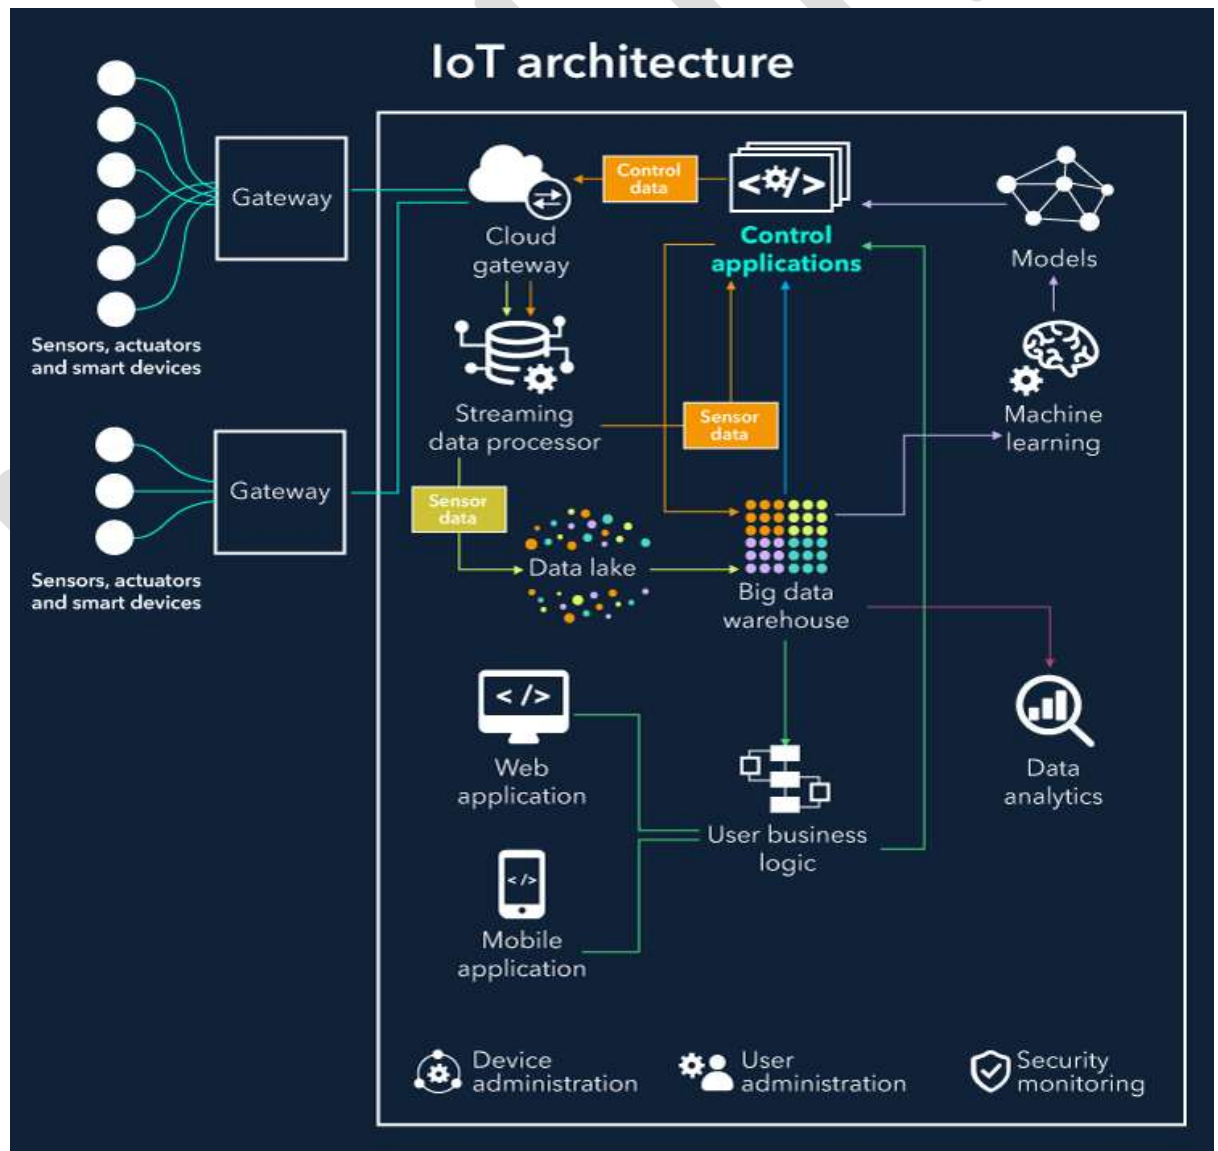 IoT architecture
Gateway
Sensors, actuators
and smart devices
Gateway
Sensors, actuators
and smart devices
Cloud
gateway
Control
data
</>
Control
applications
Models
Streaming
data processor
Sensor
data
Machine
learning
Sensor
data
Data lake
Big data
warehouse
</>
Web
application
User business
logic
Data
analytics
</>
Mobile
application
Device
administration
User
administration
Security
monitoring